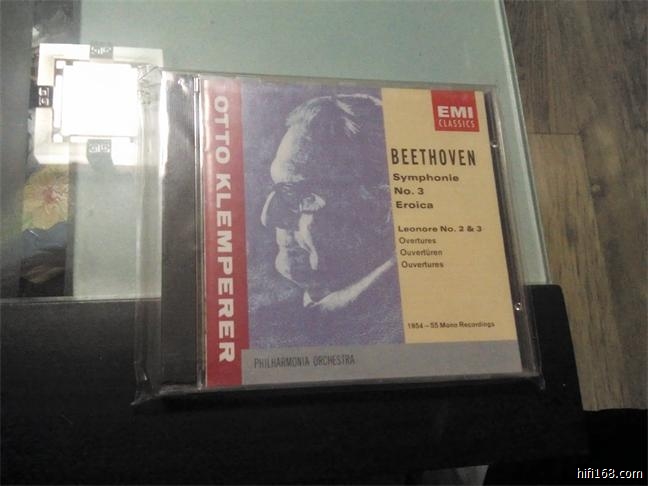 OTTO KLEMPERER
EMI
CLASSICS
BEETHOVEN
Symphonie
No. 3
Eroica
Leonore No. 2 & 3
Overtures
Ouvertüren
Ouvertures
1954–55 Mono Recordings
PHILHARMONIA ORCHESTRA
hifi168.com